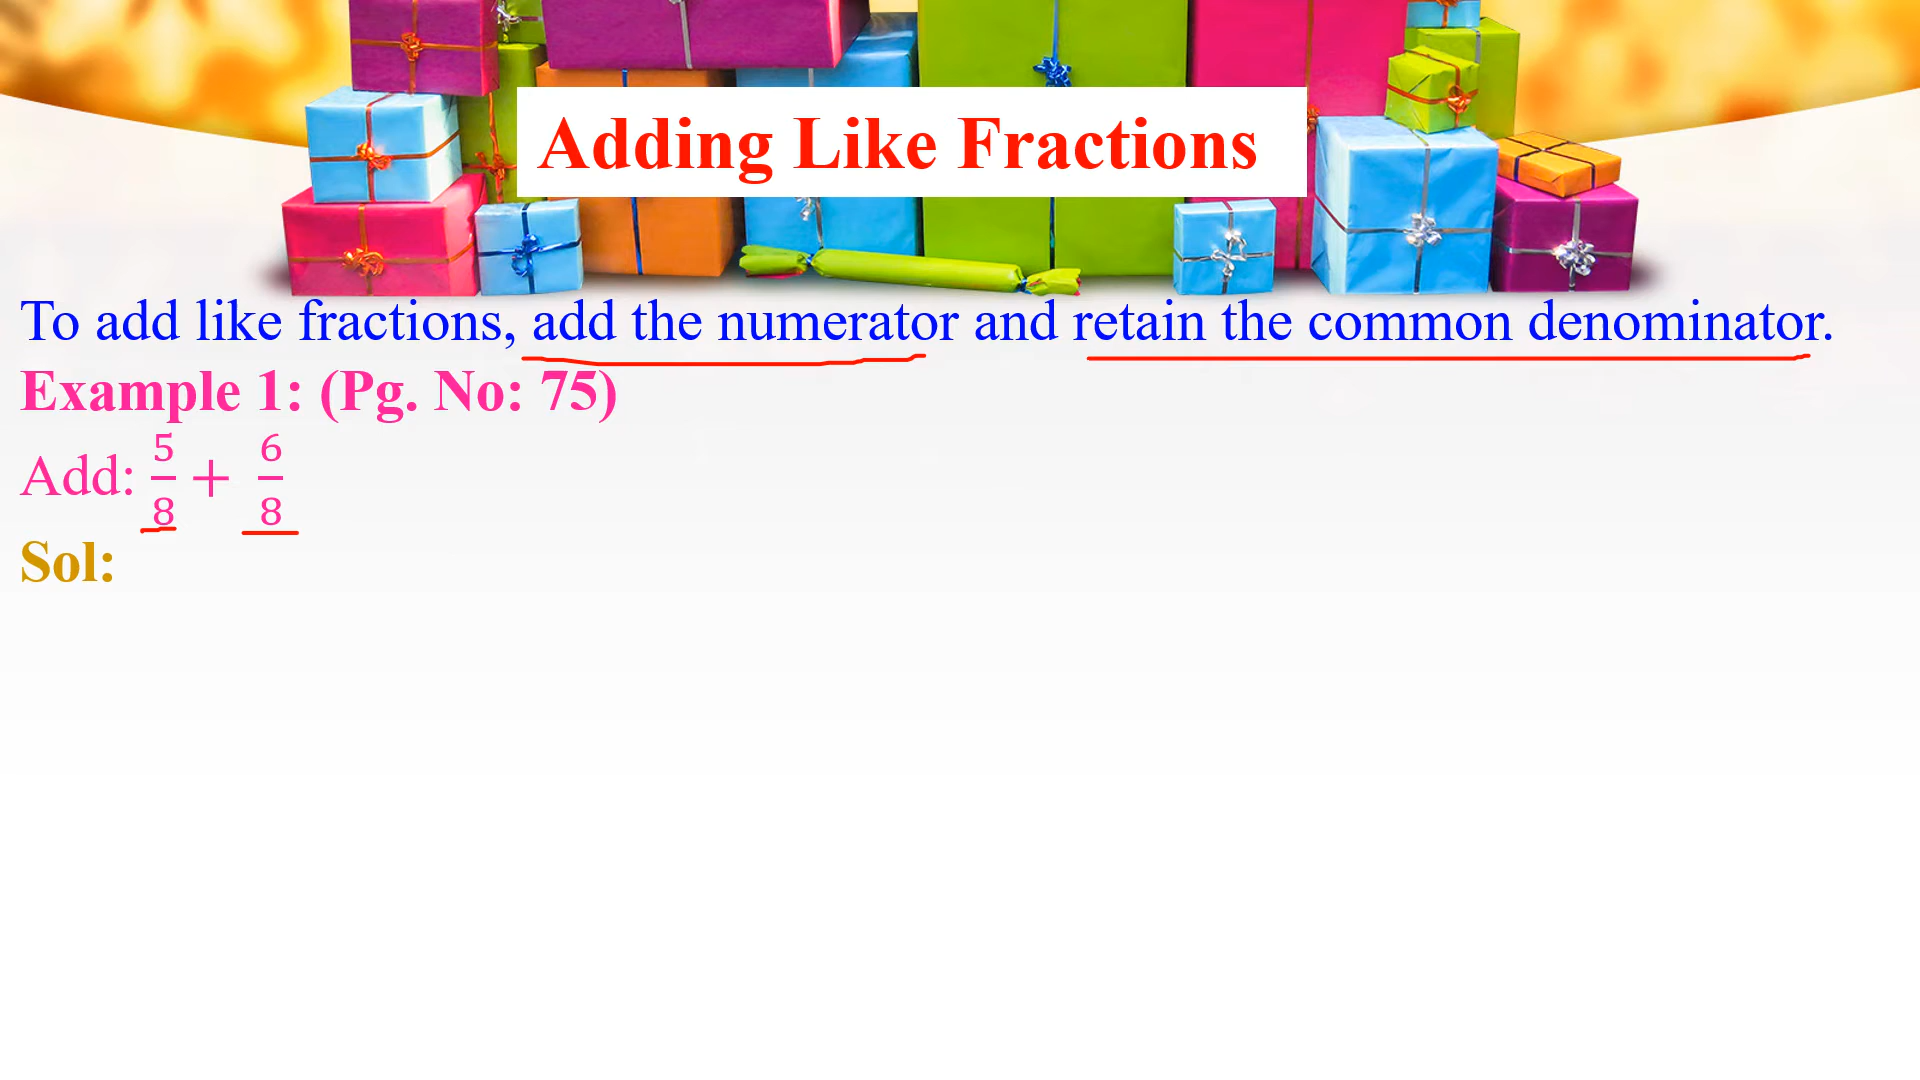 Adding Like Fractions
To add like fractions, add the numerator and retain the common denominator.
Example 1: (Pg. No: 75)
Add: 5/8 + 6/8
Sol: